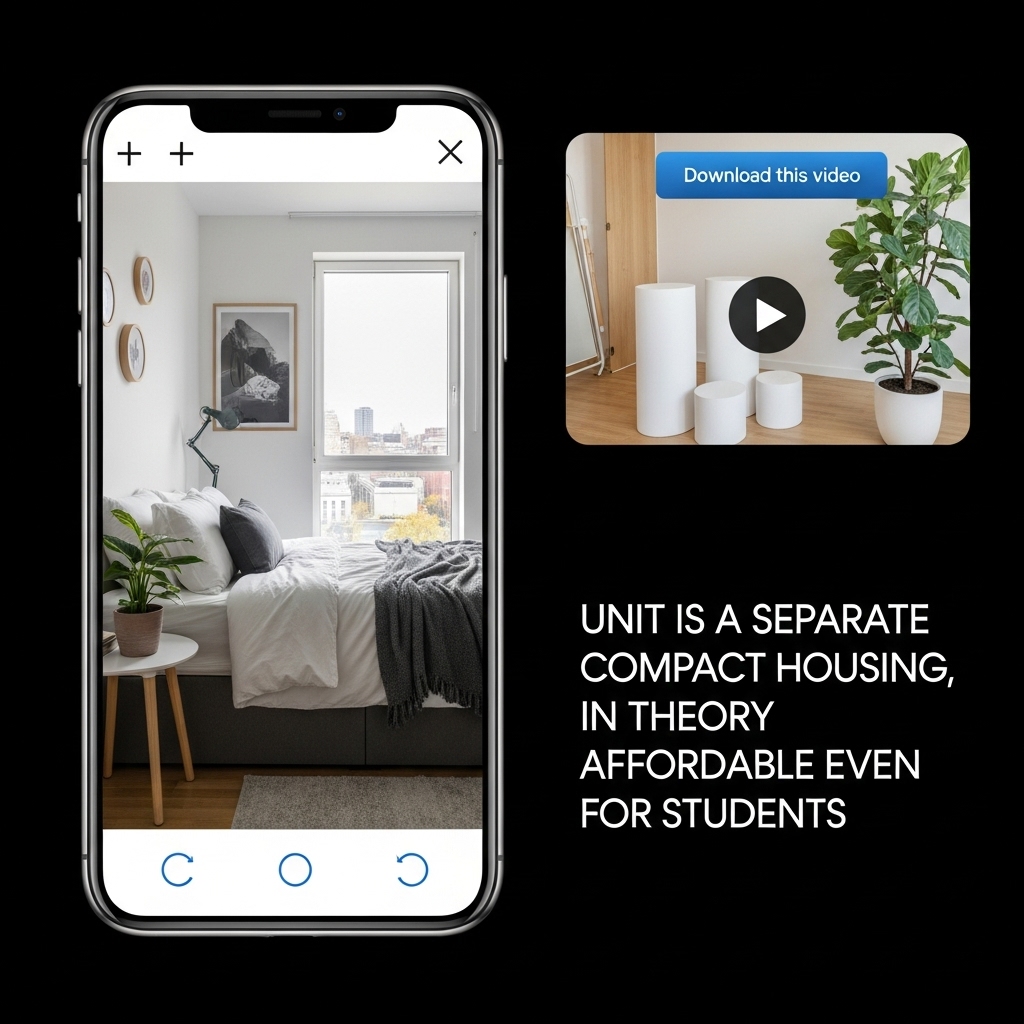 Download this video
UNIT IS A SEPARATE
COMPACT HOUSING,
IN THEORY
AFFORDABLE EVEN
FOR STUDENTS